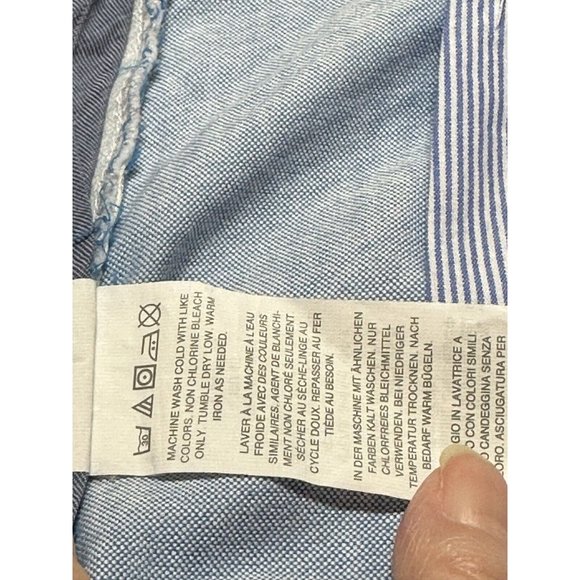 30
MACHINE WASH COLD WITH LIKE
COLORS. NON CHLORINE BLEACH
ONLY. TUMBLE DRY LOW. WARM
IRON AS NEEDED.
LAVER À LA MACHINE À L'EAU
FROIDE AVEC DES COULEURS
SIMILAIRES. AGENT DE BLANCHI-
MENT NON CHLORÉ SEULEMENT
SÉCHER AU SÈCHE-LINGE AU
CYCLE DOUX. REPASSER AU FER
TIÈDE AU BESOIN.
IN DER MASCHINE MIT ÄHNLICHEN
FARBEN KALT WASCHEN. NUR
CHLORFREIES BLEICHMITTEL
VERWENDEN. BEI NIEDRIGER
TEMPERATUR TROCKNEN. NACH
BEDARF WARM BÜGELN.
GIO IN LAVATRICE A
O CON COLORI SIMILI.
O CANDEGGINA SENZA
ORO. ASCIUGATURA PER